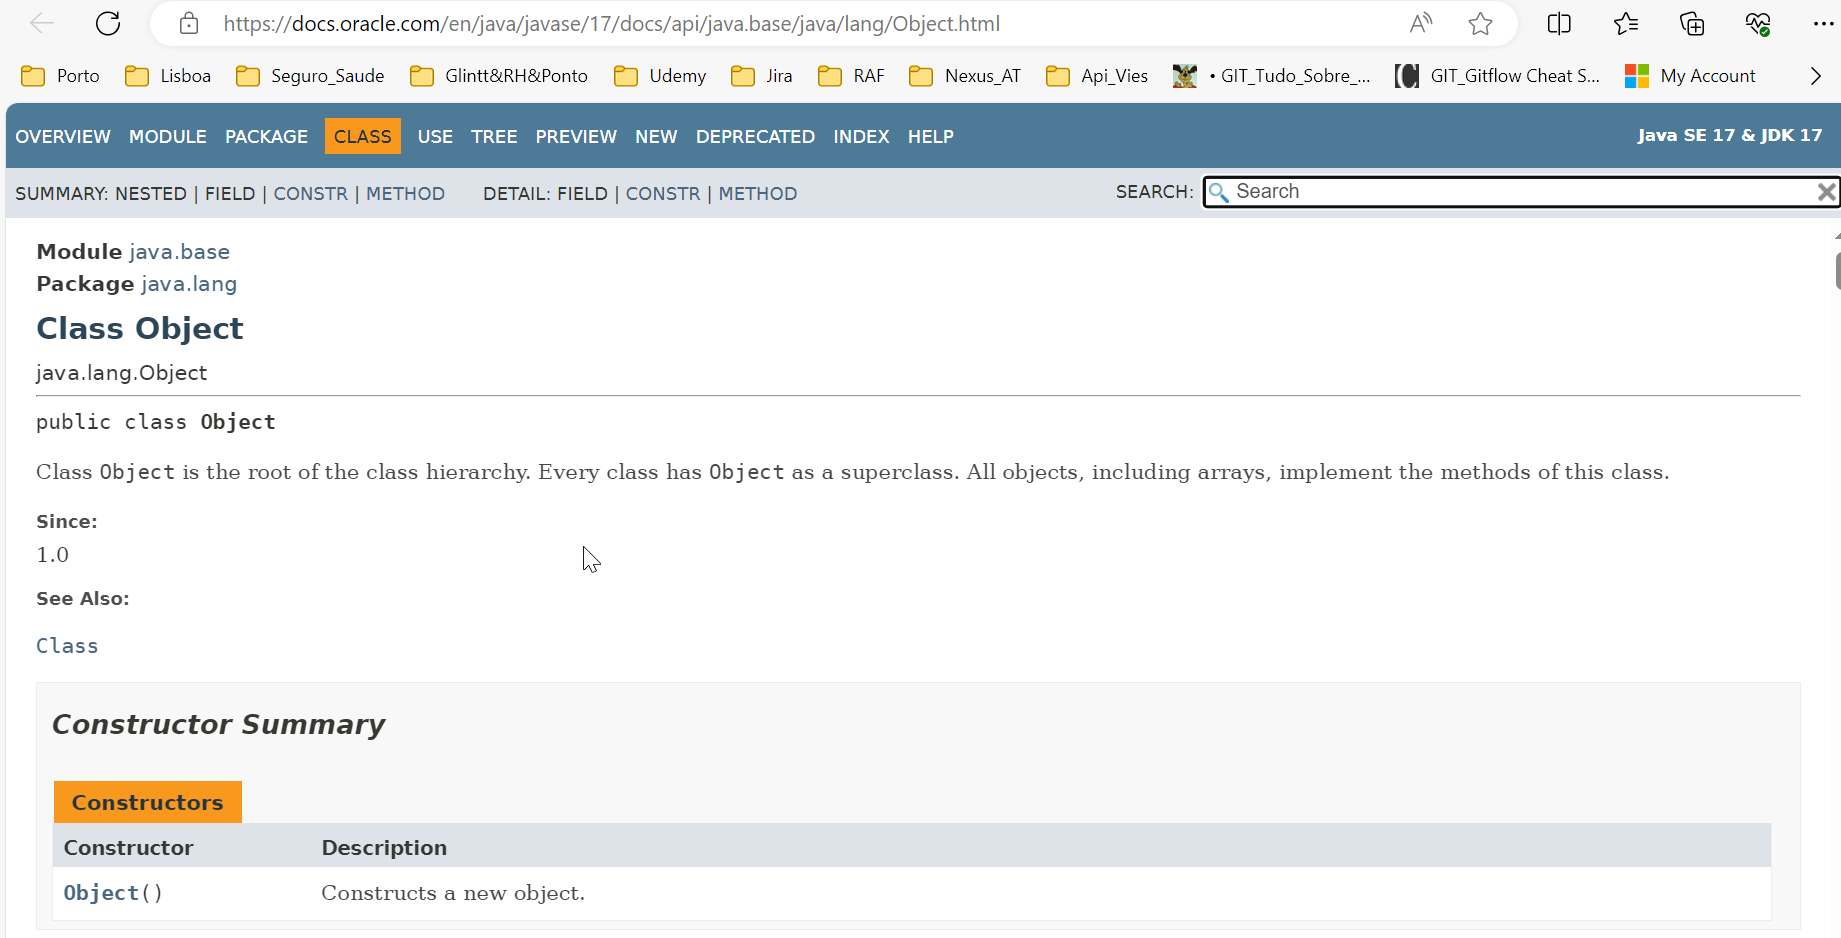 https://docs.oracle.com/en/java/javase/17/docs/api/java.base/java/lang/Object.html
Porto Lisboa Seguro_Saude Glintt&RH&Ponto Udemy Jira RAF Nexus_AT Api_Vies • GIT_Tudo_Sobre_... GIT_Gitflow Cheat S... My Account
OVERVIEW MODULE PACKAGE CLASS USE TREE PREVIEW NEW DEPRECATED INDEX HELP Java SE 17 & JDK 17
SUMMARY: NESTED | FIELD | CONSTR | METHOD DETAIL: FIELD | CONSTR | METHOD SEARCH: Search
Module java.base
Package java.lang
Class Object
java.lang.Object
public class Object
Class Object is the root of the class hierarchy. Every class has Object as a superclass. All objects, including arrays, implement the methods of this class.
Since:
1.0
See Also:
Class
Constructor Summary
Constructors
Constructor Description
Object() Constructs a new object.